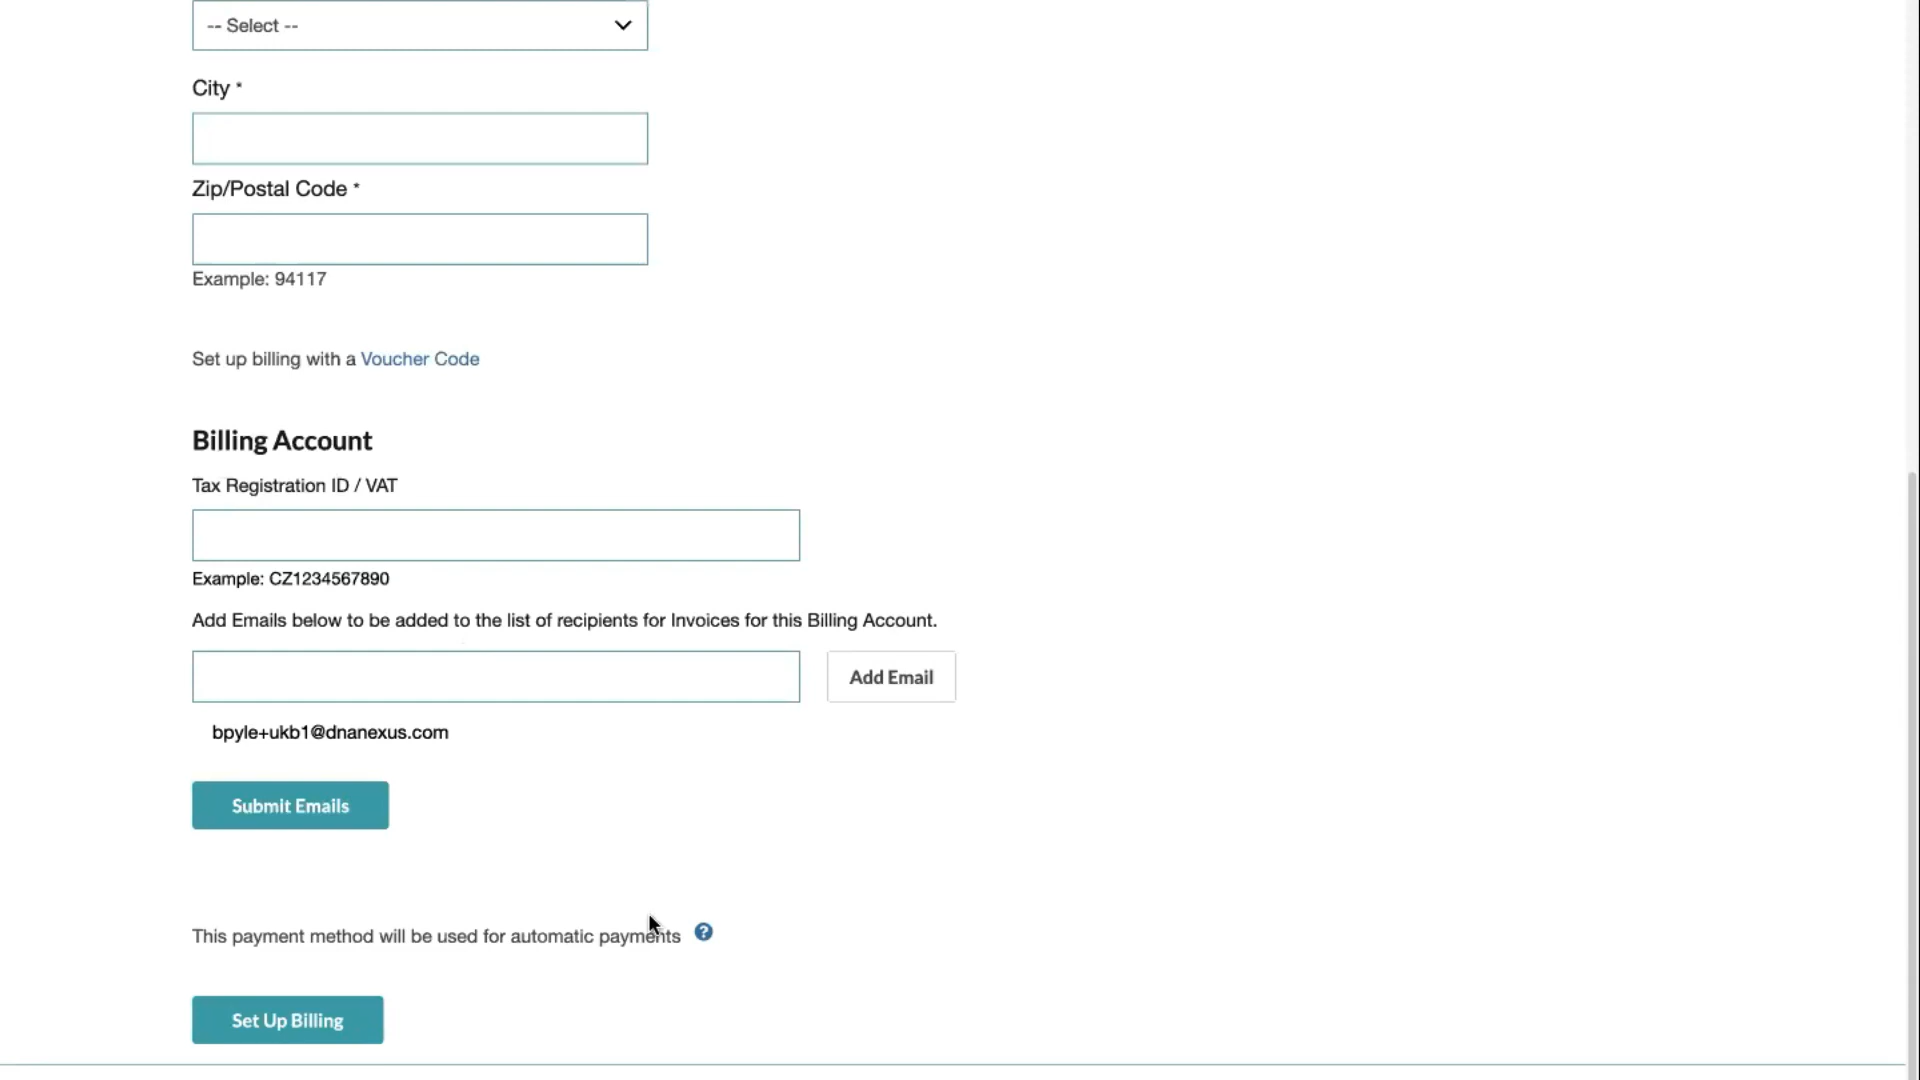 -- Select --
City *
Zip/Postal Code *
Example: 94117
Set up billing with a Voucher Code
Billing Account
Tax Registration ID / VAT
Example: CZ1234567890
Add Emails below to be added to the list of recipients for Invoices for this Billing Account.
Add Email
bpyle+ukb1@dnanexus.com
Submit Emails
This payment method will be used for automatic payments ?
Set Up Billing